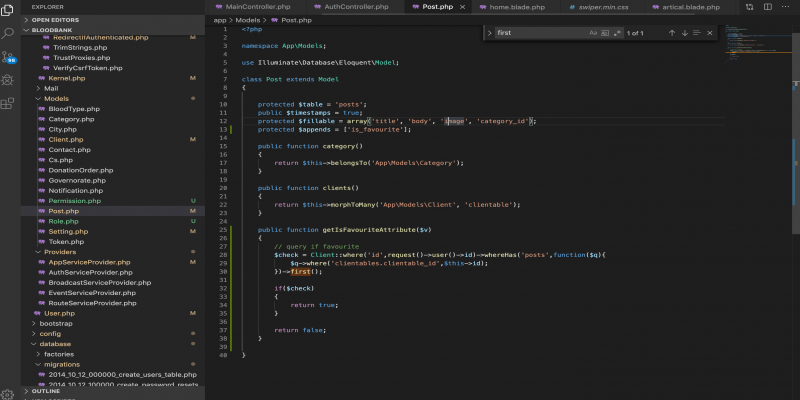 EXPLORER
OPEN EDITORS
BLOODBANK
RedirectIfAuthenticated.php M
TrimStrings.php
TrustProxies.php
VerifyCsrfToken.php
Kernel.php M
Mail
Models
BloodType.php
Category.php
City.php
Client.php M
Contact.php
Cs.php
DonationOrder.php
Governorate.php
Notification.php
Permission.php U
Post.php M
Role.php U
Setting.php M
Token.php
Providers
AppServiceProvider.php M
AuthServiceProvider.php
BroadcastServiceProvider.php
EventServiceProvider.php
RouteServiceProvider.php
User.php M
bootstrap
config
database
factories
migrations
2014_10_12_000000_create_users_table.php
2014_10_12_100000_create_password_resets
OUTLINE
98
MainController.php
AuthController.php
Post.php
home.blade.php
swiper.min.css
artical.blade.php
app > Models > Post.php
first
Aa
1 of 1
1 <?php
2
3 namespace App\Models;
4
5 use Illuminate\Database\Eloquent\Model;
6
7 class Post extends Model
8 {
9
10 protected $table = 'posts';
11 public $timestamps = true;
12 protected $fillable = array('title', 'body', 'image', 'category_id');
13 protected $appends = ['is_favourite'];
14
15 public function category()
16 {
17 return $this->belongsTo('App\Models\Category');
18 }
19
20 public function clients()
21 {
22 return $this->morphToMany('App\Models\Client', 'clientable');
23 }
24
25 public function getIsFavouriteAttribute($v)
26 {
27 // query if favourite
28 $check = Client::where('id',request()->user()->id)->whereHas('posts',function($q){
29 $q->where('clientables.clientable_id',$this->id);
30 })->first();
31
32 if($check)
33 {
34 return true;
35 }
36
37 return false;
38 }
39
40 }